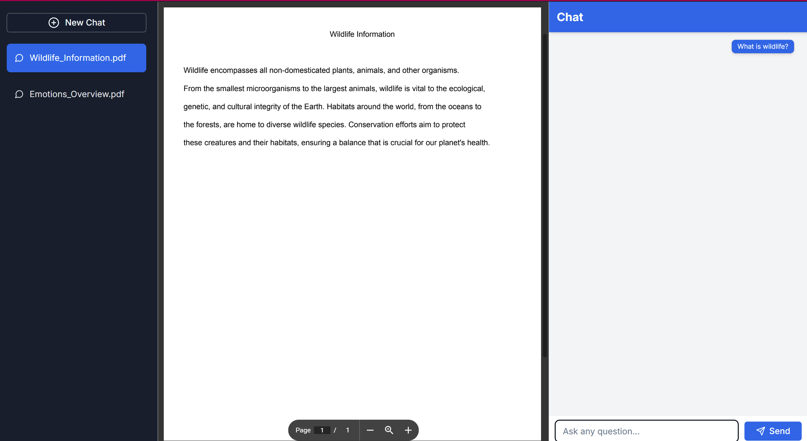 New Chat
Wildlife_Information.pdf
Emotions_Overview.pdf
Wildlife Information
Wildlife encompasses all non-domesticated plants, animals, and other organisms.
From the smallest microorganisms to the largest animals, wildlife is vital to the ecological,
genetic, and cultural integrity of the Earth. Habitats around the world, from the oceans to
the forests, are home to diverse wildlife species. Conservation efforts aim to protect
these creatures and their habitats, ensuring a balance that is crucial for our planet's health.
Page 1 / 1
Chat
What is wildlife?
Ask any question...
Send